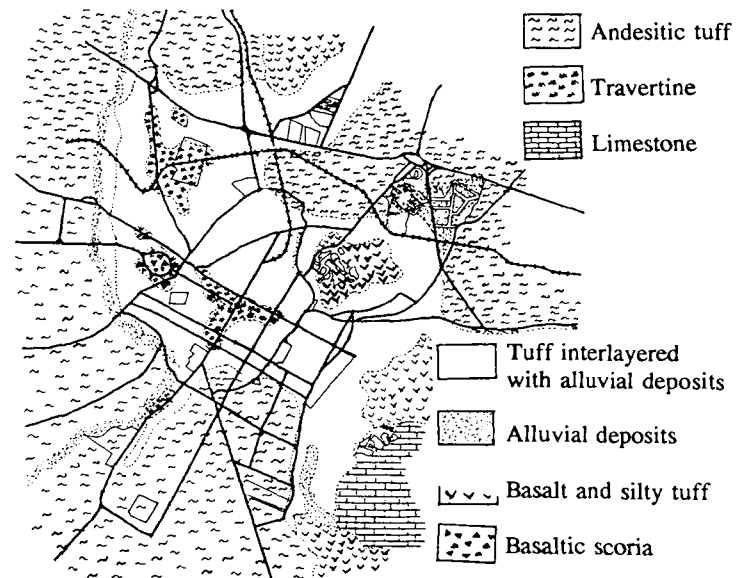 Andesitic tuff
Travertine
Limestone
Tuff interlayered
with alluvial deposits
Alluvial deposits
Basalt and silty tuff
Basaltic scoria